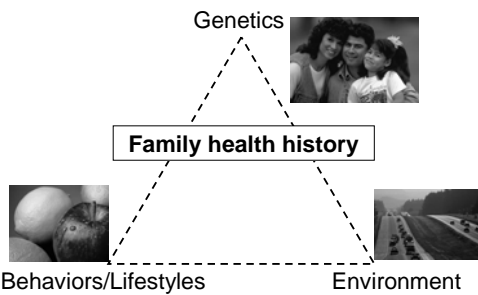 Genetics
Family health history
Behaviors/Lifestyles
Environment